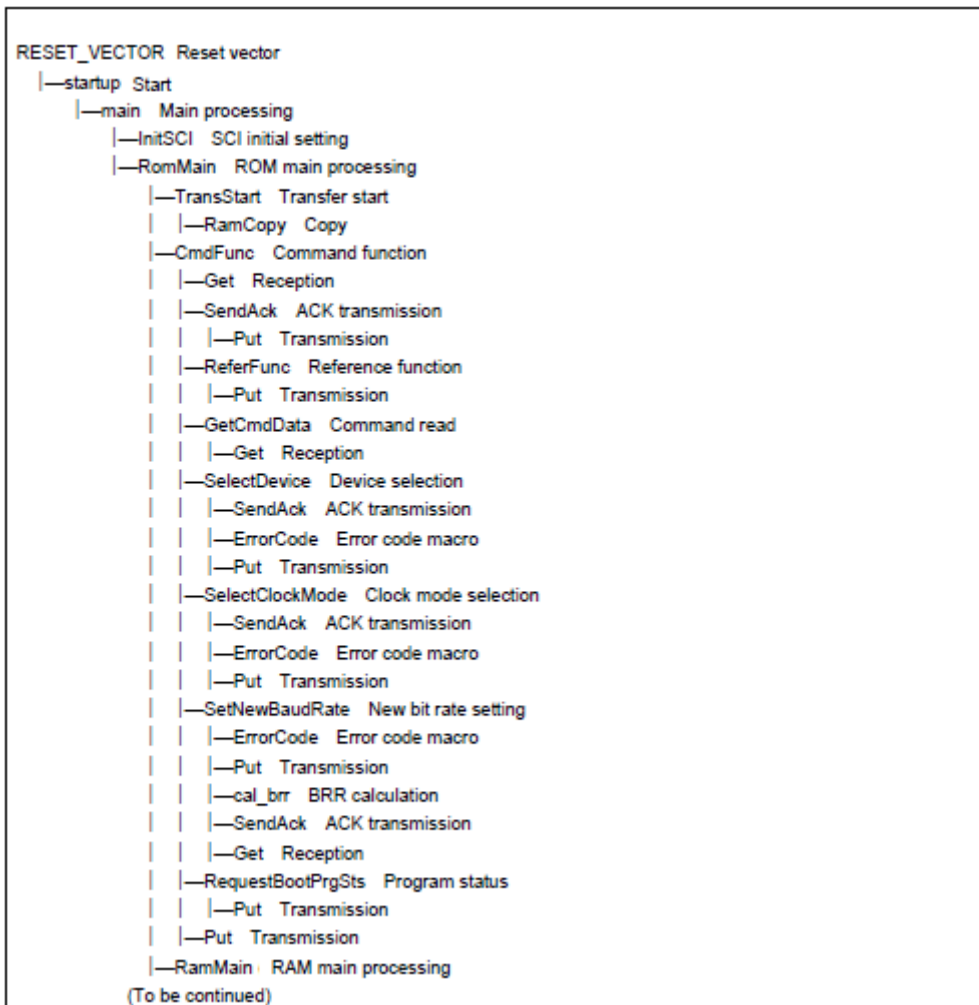 RESET_VECTOR Reset vector
|—startup Start
|—main Main processing
|—InitSCI SCI initial setting
|—RomMain ROM main processing
|—TransStart Transfer start
| |—RamCopy Copy
|—CmdFunc Command function
| |—Get Reception
| |—SendAck ACK transmission
| | |—Put Transmission
| |—ReferFunc Reference function
| | |—Put Transmission
| |—GetCmdData Command read
| | |—Get Reception
| |—SelectDevice Device selection
| | |—SendAck ACK transmission
| | |—ErrorCode Error code macro
| | |—Put Transmission
| |—SelectClockMode Clock mode selection
| | |—SendAck ACK transmission
| | |—ErrorCode Error code macro
| | |—Put Transmission
| |—SetNewBaudRate New bit rate setting
| | |—ErrorCode Error code macro
| | |—Put Transmission
| | |—cal_brr BRR calculation
| | |—SendAck ACK transmission
| | |—Get Reception
| |—RequestBootPrgSts Program status
| | |—Put Transmission
| |—Put Transmission
|—RamMain RAM main processing
(To be continued)